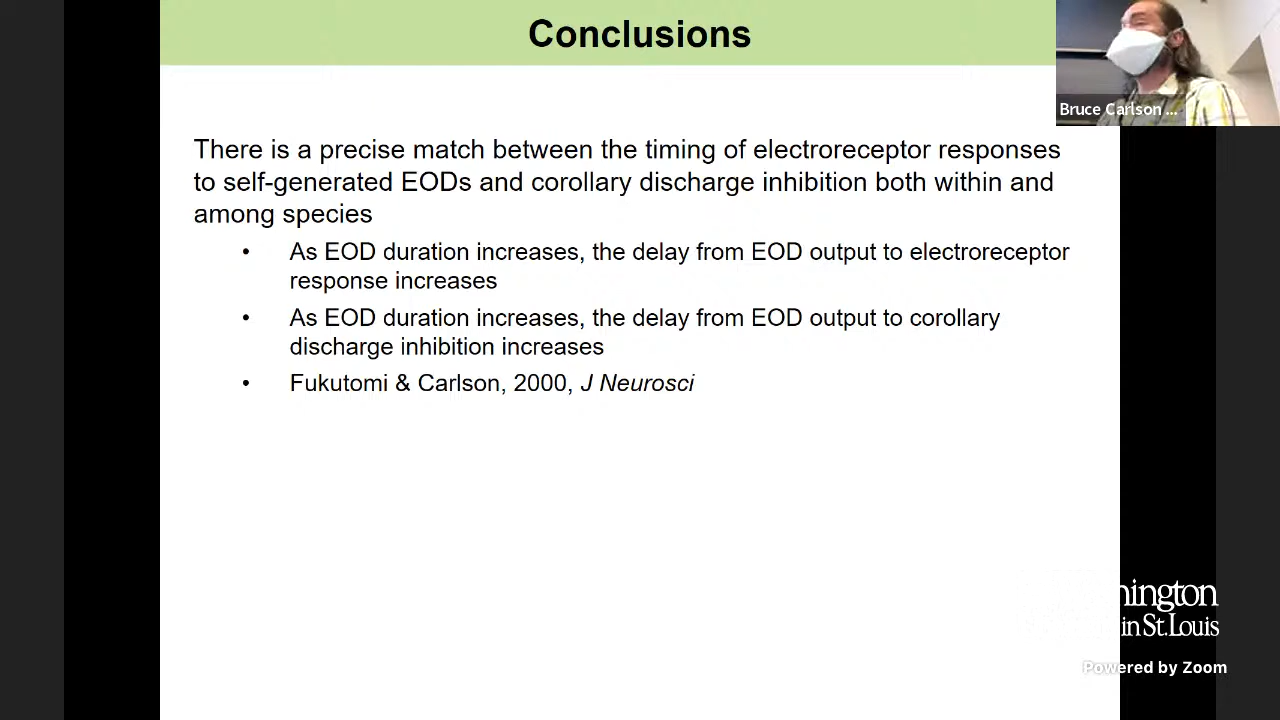 Conclusions
Bruce Carlson ...
There is a precise match between the timing of electroreceptor responses
to self-generated EODs and corollary discharge inhibition both within and
among species
• As EOD duration increases, the delay from EOD output to electroreceptor
response increases
• As EOD duration increases, the delay from EOD output to corollary
discharge inhibition increases
• Fukutomi & Carlson, 2000, J Neurosci
hington
in St. Louis
Powered by Zoom